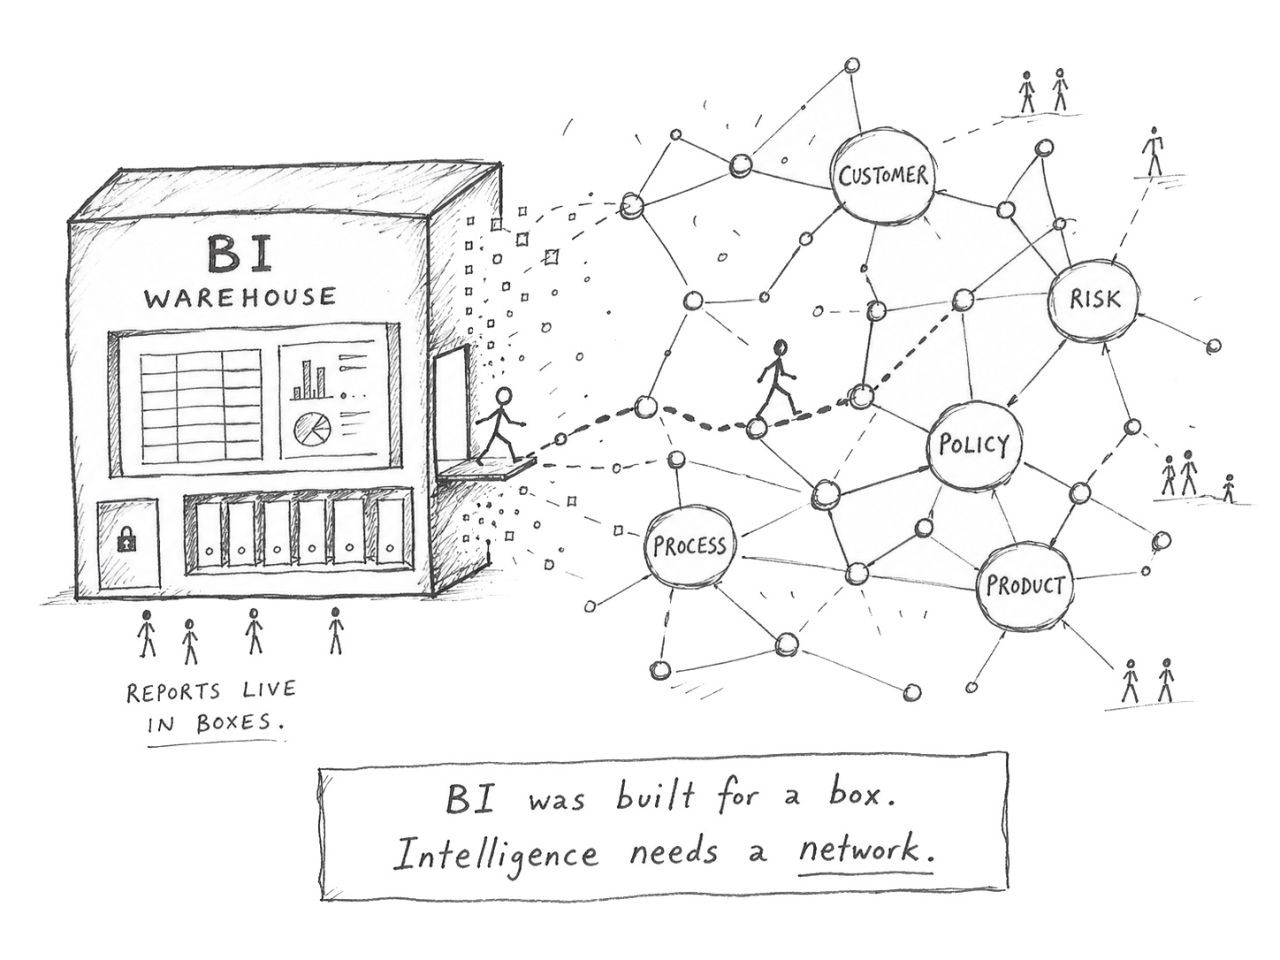 BI
WAREHOUSE
REPORTS LIVE
IN BOXES.
CUSTOMER
RISK
POLICY
PROCESS
PRODUCT
BI was built for a box.
Intelligence needs a network.